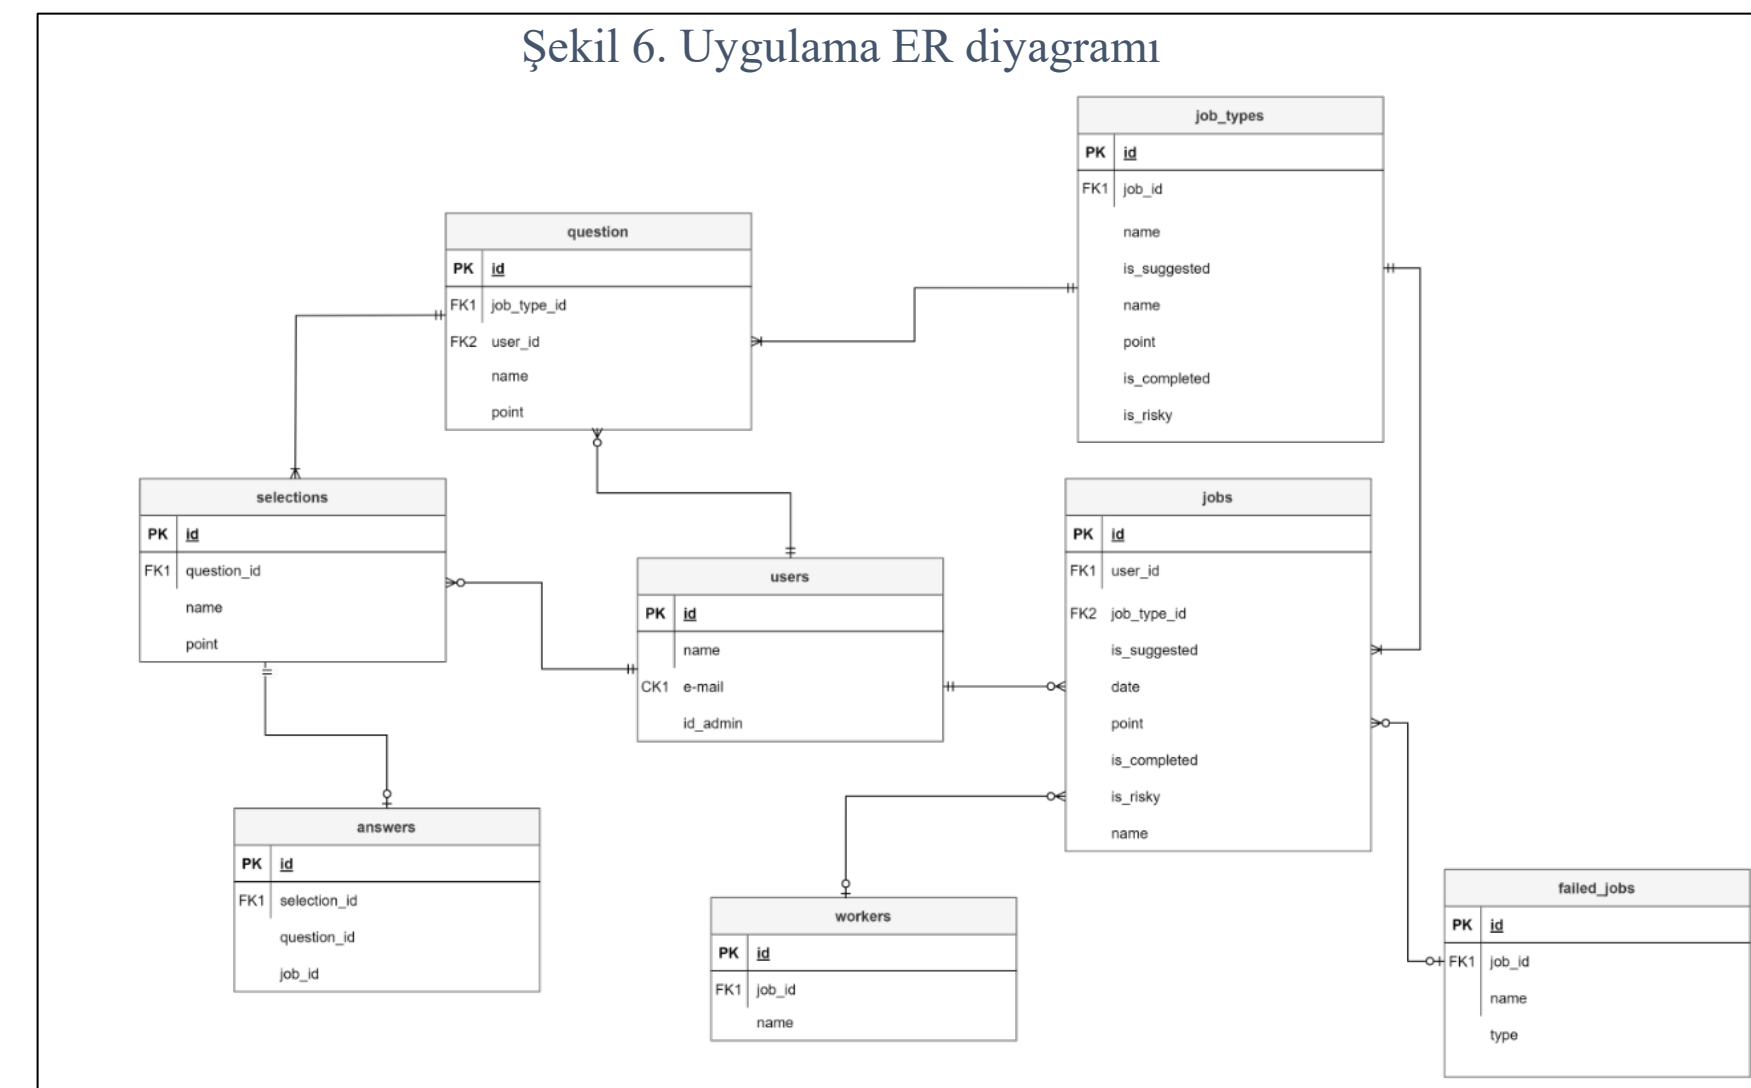 Şekil 6. Uygulama ER diyagramı
job_types
PK id
FK1 job_id
name
is_suggested
name
point
is_completed
is_risky
question
PK id
FK1 job_type_id
FK2 user_id
name
point
selections
PK id
FK1 question_id
name
point
users
PK id
name
CK1 e-mail
id_admin
jobs
PK id
FK1 user_id
FK2 job_type_id
is_suggested
date
point
is_completed
is_risky
name
answers
PK id
FK1 selection_id
question_id
job_id
workers
PK id
FK1 job_id
name
failed_jobs
PK id
FK1 job_id
name
type